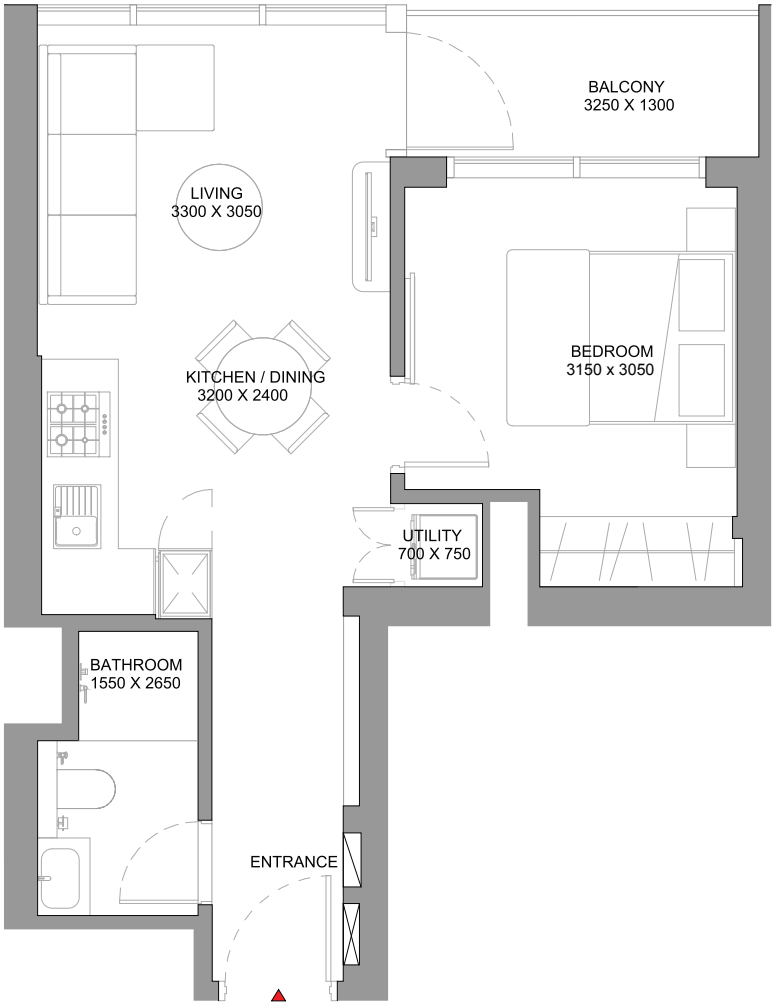 BALCONY
3250 X 1300
LIVING
3300 X 3050
BEDROOM
3150 x 3050
KITCHEN / DINING
3200 X 2400
UTILITY
700 X 750
BATHROOM
1550 X 2650
ENTRANCE